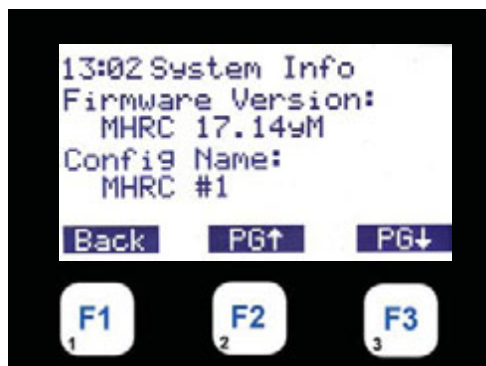 13:02 System Info
Firmware Version:
MHRC 17.14yM
Config Name:
MHRC #1
Back PG↑ PG↓
F1 F2 F3
1 2 3